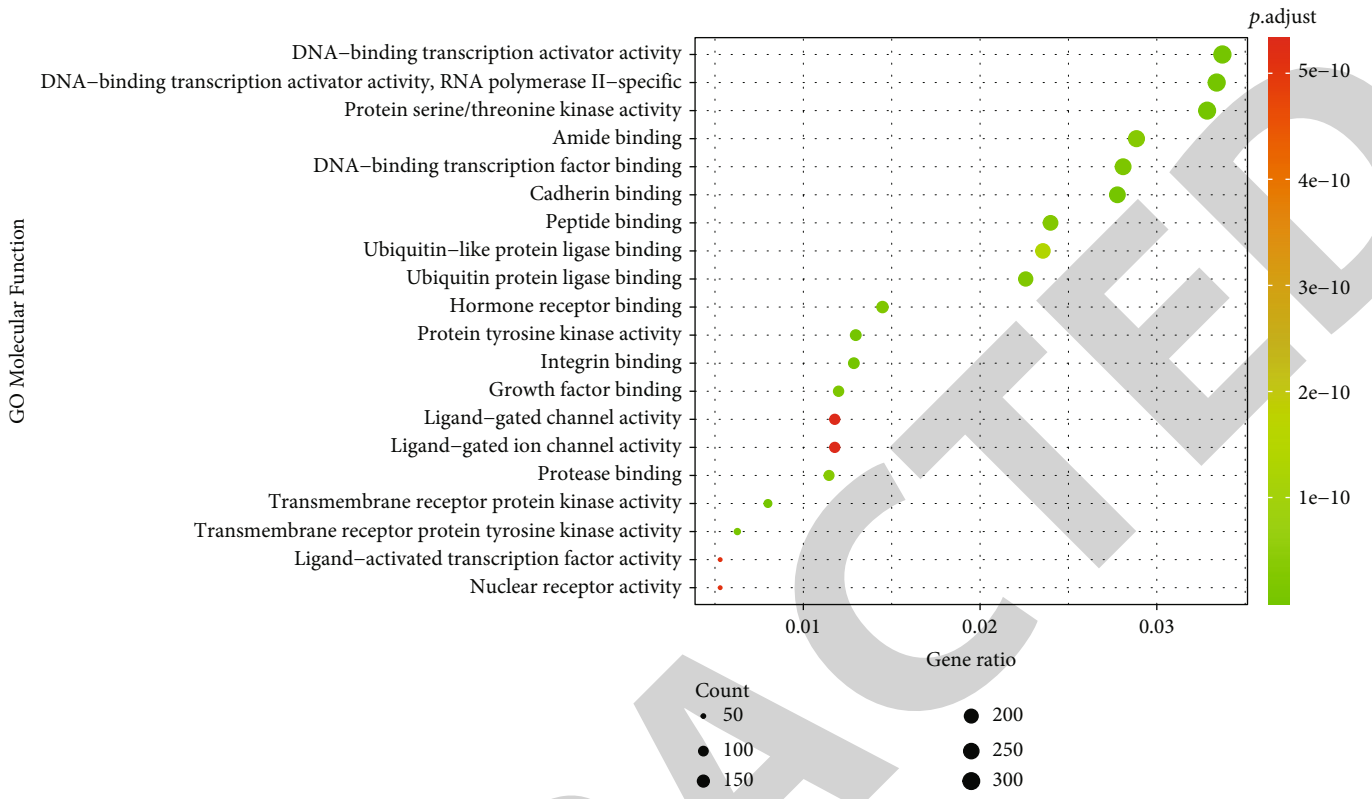 p.adjust
DNA−binding transcription activator activity
DNA−binding transcription activator activity, RNA polymerase II−specific
Protein serine/threonine kinase activity
Amide binding
DNA−binding transcription factor binding
Cadherin binding
Peptide binding
Ubiquitin−like protein ligase binding
Ubiquitin protein ligase binding
Hormone receptor binding
Protein tyrosine kinase activity
Integrin binding
Growth factor binding
Ligand−gated channel activity
Ligand−gated ion channel activity
Protease binding
Transmembrane receptor protein kinase activity
Transmembrane receptor protein tyrosine kinase activity
Ligand−activated transcription factor activity
Nuclear receptor activity
GO Molecular Function
5e−10
4e−10
3e−10
2e−10
1e−10
0.01 0.02 0.03
Gene ratio
Count
50 200
100 250
150 300
ACTED